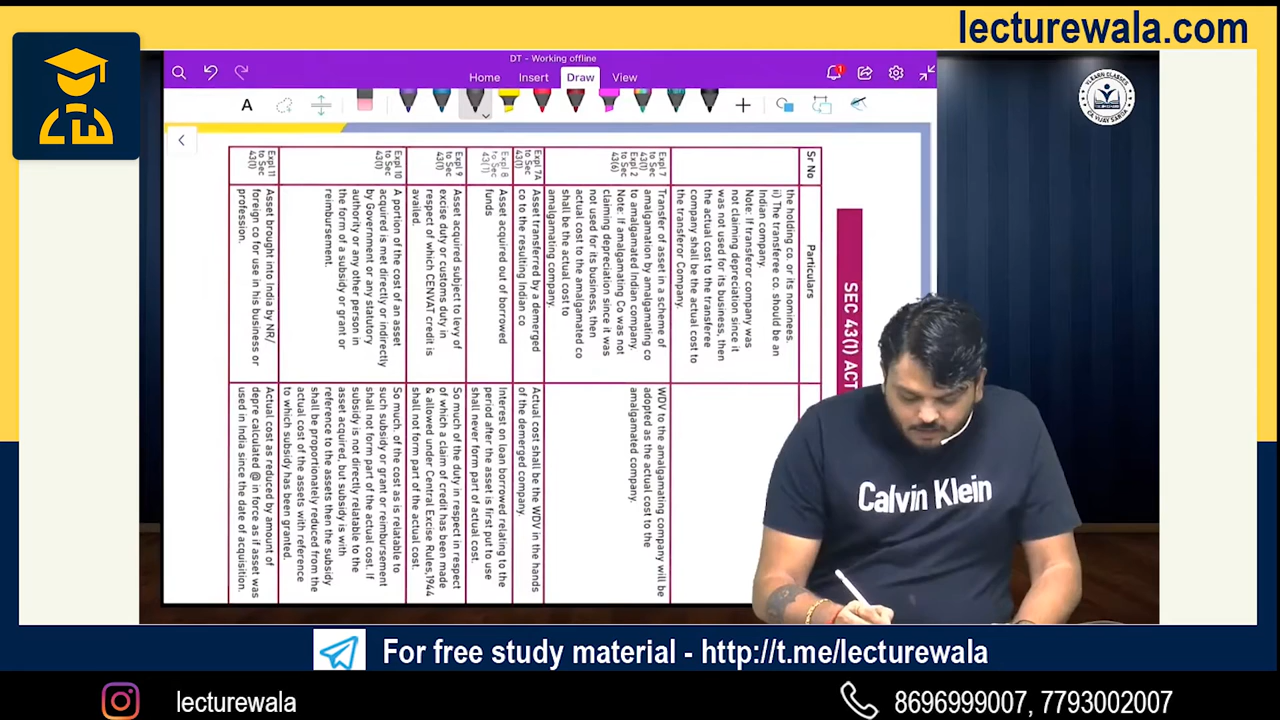 lecturewala.com
DT - Working offline
Home Insert Draw View
1
A
YLEARN CLASSES
CA VIJAY SARDA
SEC 43(1) ACT
Sr No
Particulars
the holding co. or its nominees.
ii) The transferee co. should be an
Indian company.
Note: If transferor company was
not claiming depreciation since it
was not used for its business, then
the actual cost to the transferee
company shall be the actual cost to
the transferor Company.
Expl 7
to Sec
43(1)
Expl 2
to Sec
43(6)
Transfer of asset in a scheme of
amalgamation by amalgamating co
to amalgamated Indian company.
Note: If amalgamating Co was not
claiming depreciation since it was
not used for its business, then
actual cost to the amalgamated co
shall be the actual cost to
amalgamating company.
WDV to the amalgamating company will be
adopted as the actual cost to the
amalgamated company.
Expl 7A
to Sec
43(1)
Asset transferred by a demerged
co to the resulting Indian co
Actual cost shall be the WDV in the hands
of the demerged company.
Expl 8
to Sec
43(1)
Asset acquired out of borrowed
funds
Interest on loan borrowed relating to the
period after the asset is first put to use
shall never form part of actual cost.
Expl 9
to Sec
43(1)
Asset acquired subject to levy of
excise duty or customs duty in
respect of which CENVAT credit is
availed.
So much of the duty in respect in respect
of which a claim of credit has been made
& allowed under Central Excise Rules,1944
shall not form part of the actual cost.
Expl 10
to Sec
43(1)
A portion of the cost of an asset
acquired is met directly or indirectly
by Government or any statutory
authority or any other person in
the form of a subsidy or grant or
reimbursement.
So much. of the cost as is relatable to
such subsidy or grant or reimbursement
shall not form part of the actual cost. If
subsidy is not directly relatable to the
asset acquired, but subsidy is with
reference to the assets then the subsidy
shall be proportionately reduced from the
actual cost of the assets with reference
to which subsidy has been granted.
Expl 11
to Sec
43(1)
Asset brought into India by NR/
foreign co for use in his business or
profession.
Actual cost as reduced by amount of
depre calculated @ in force as if asset was
used in India since the date of acquisition.
Calvin Klein
For free study material - http://t.me/lecturewala
lecturewala
8696999007, 7793002007